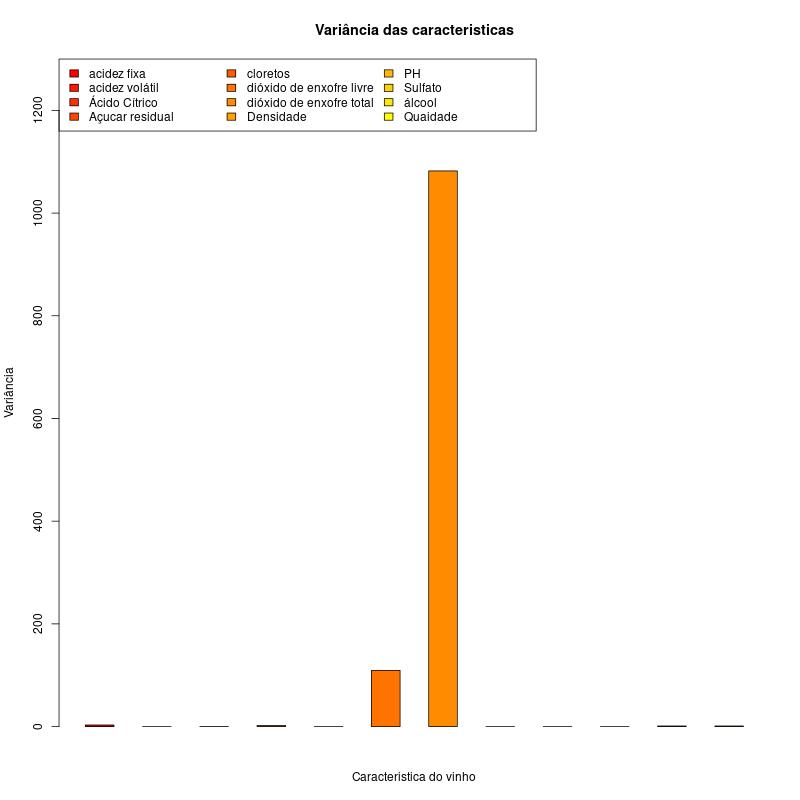 Variância das caracteristicas
acidez fixa
acidez volátil
Ácido Cítrico
Açucar residual
cloretos
dióxido de enxofre livre
dióxido de enxofre total
Densidade
PH
Sulfato
álcool
Quaidade
1200
1000
800
600
400
200
0
Variância
Caracteristica do vinho